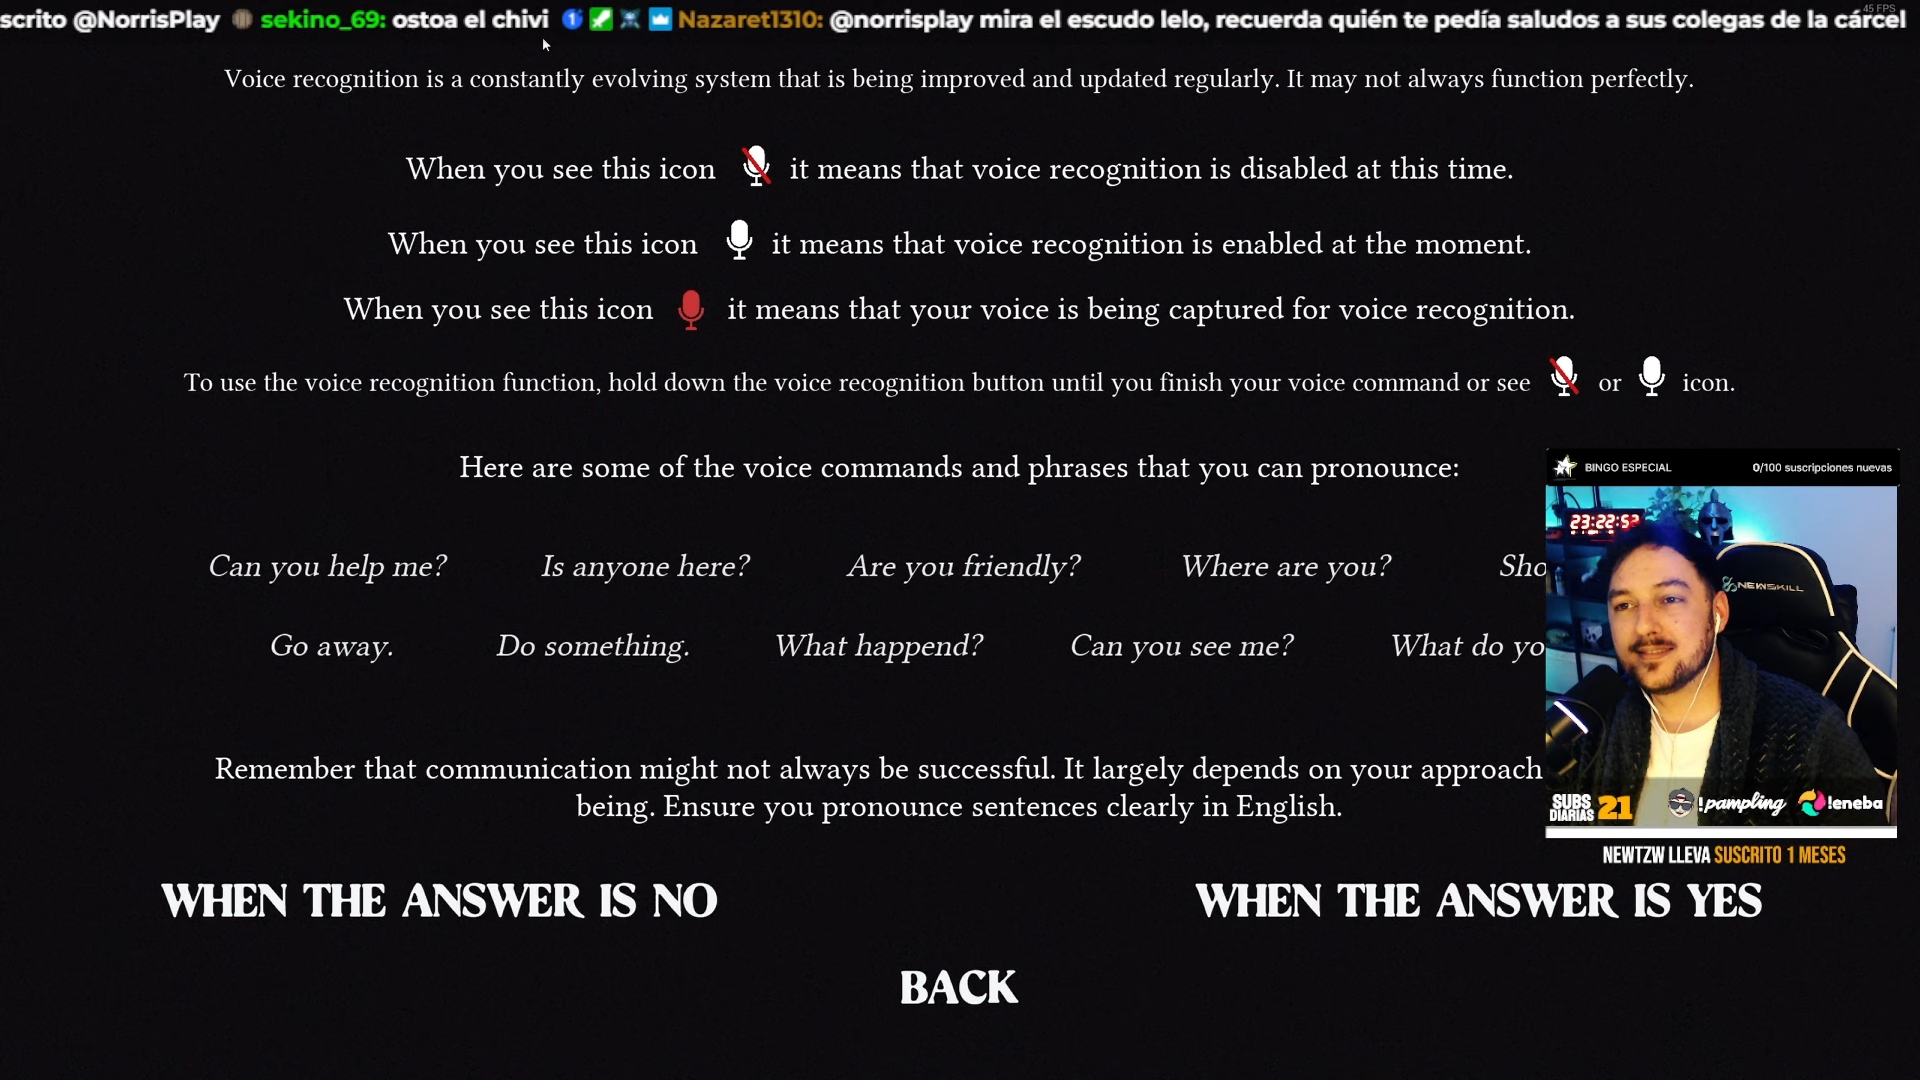 scrito @NorrisPlay sekino_69: ostoa el chivi 1 Nazaret1310: @norrisplay mira el escudo lelo, recuerda quién te pedía saludos a sus colegas de la cárcel
45 FPS
Voice recognition is a constantly evolving system that is being improved and updated regularly. It may not always function perfectly.
When you see this icon it means that voice recognition is disabled at this time.
When you see this icon it means that voice recognition is enabled at the moment.
When you see this icon it means that your voice is being captured for voice recognition.
To use the voice recognition function, hold down the voice recognition button until you finish your voice command or see or icon.
Here are some of the voice commands and phrases that you can pronounce:
BINGO ESPECIAL 0/100 suscripciones nuevas
23:22:53
NEWSKILL
Can you help me? Is anyone here? Are you friendly? Where are you? Sho
Go away. Do something. What happend? Can you see me? What do yo
Remember that communication might not always be successful. It largely depends on your approach
being. Ensure you pronounce sentences clearly in English.
SUBS DIARIAS 21 !pampling !eneba
NEWTZW LLEVA SUSCRITO 1 MESES
WHEN THE ANSWER IS NO WHEN THE ANSWER IS YES
BACK